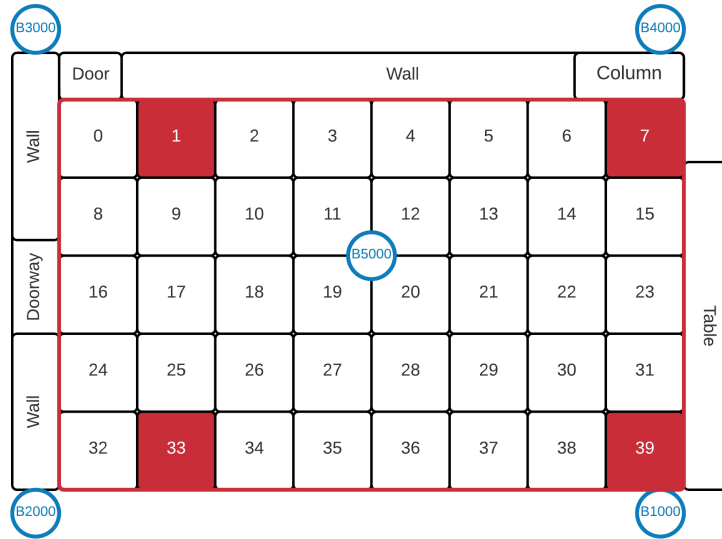 B3000
B4000
Door
Wall
Column
Wall
0 1 2 3 4 5 6 7
8 9 10 11 12 13 14 15
B5000
Doorway
16 17 18 19 20 21 22 23
Table
24 25 26 27 28 29 30 31
Wall
32 33 34 35 36 37 38 39
B2000
B1000